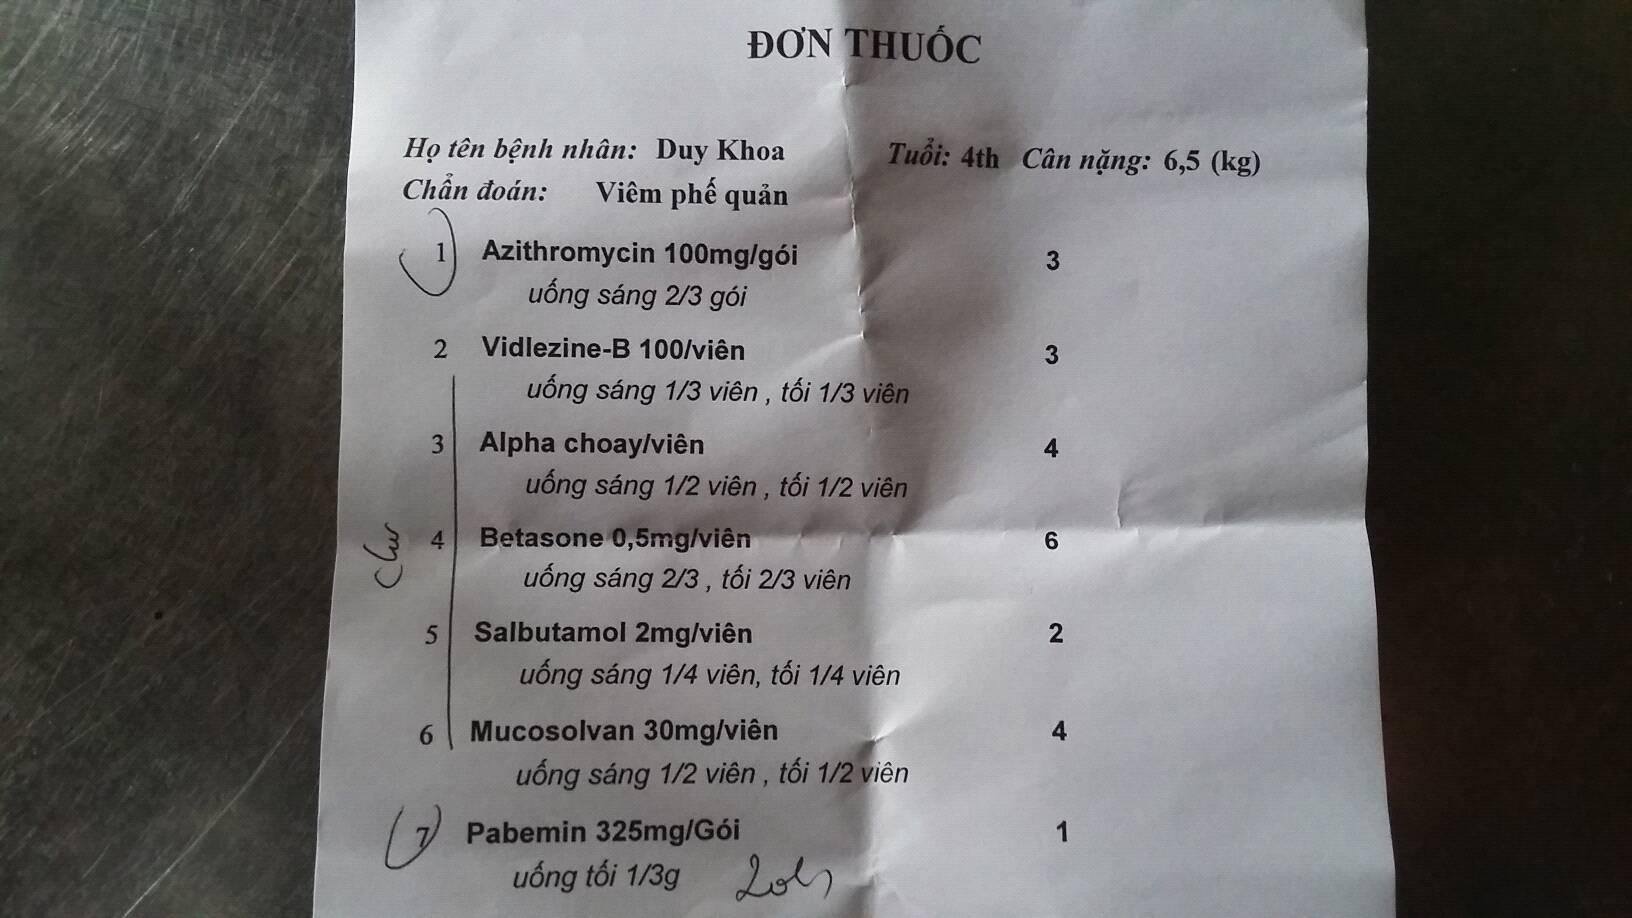 ĐƠN THUỐC
Họ tên bệnh nhân: Duy Khoa Tuổi: 4th Cân nặng: 6,5 (kg)
Chẩn đoán: Viêm phế quản
1 Azithromycin 100mg/gói 3
uống sáng 2/3 gói
2 Vidlezine-B 100/viên 3
uống sáng 1/3 viên , tối 1/3 viên
3 Alpha choay/viên 4
uống sáng 1/2 viên , tối 1/2 viên
4 Betasone 0,5mg/viên 6
uống sáng 2/3 , tối 2/3 viên
5 Salbutamol 2mg/viên 2
uống sáng 1/4 viên, tối 1/4 viên
6 Mucosolvan 30mg/viên 4
uống sáng 1/2 viên , tối 1/2 viên
7 Pabemin 325mg/Gói 1
uống tối 1/3g